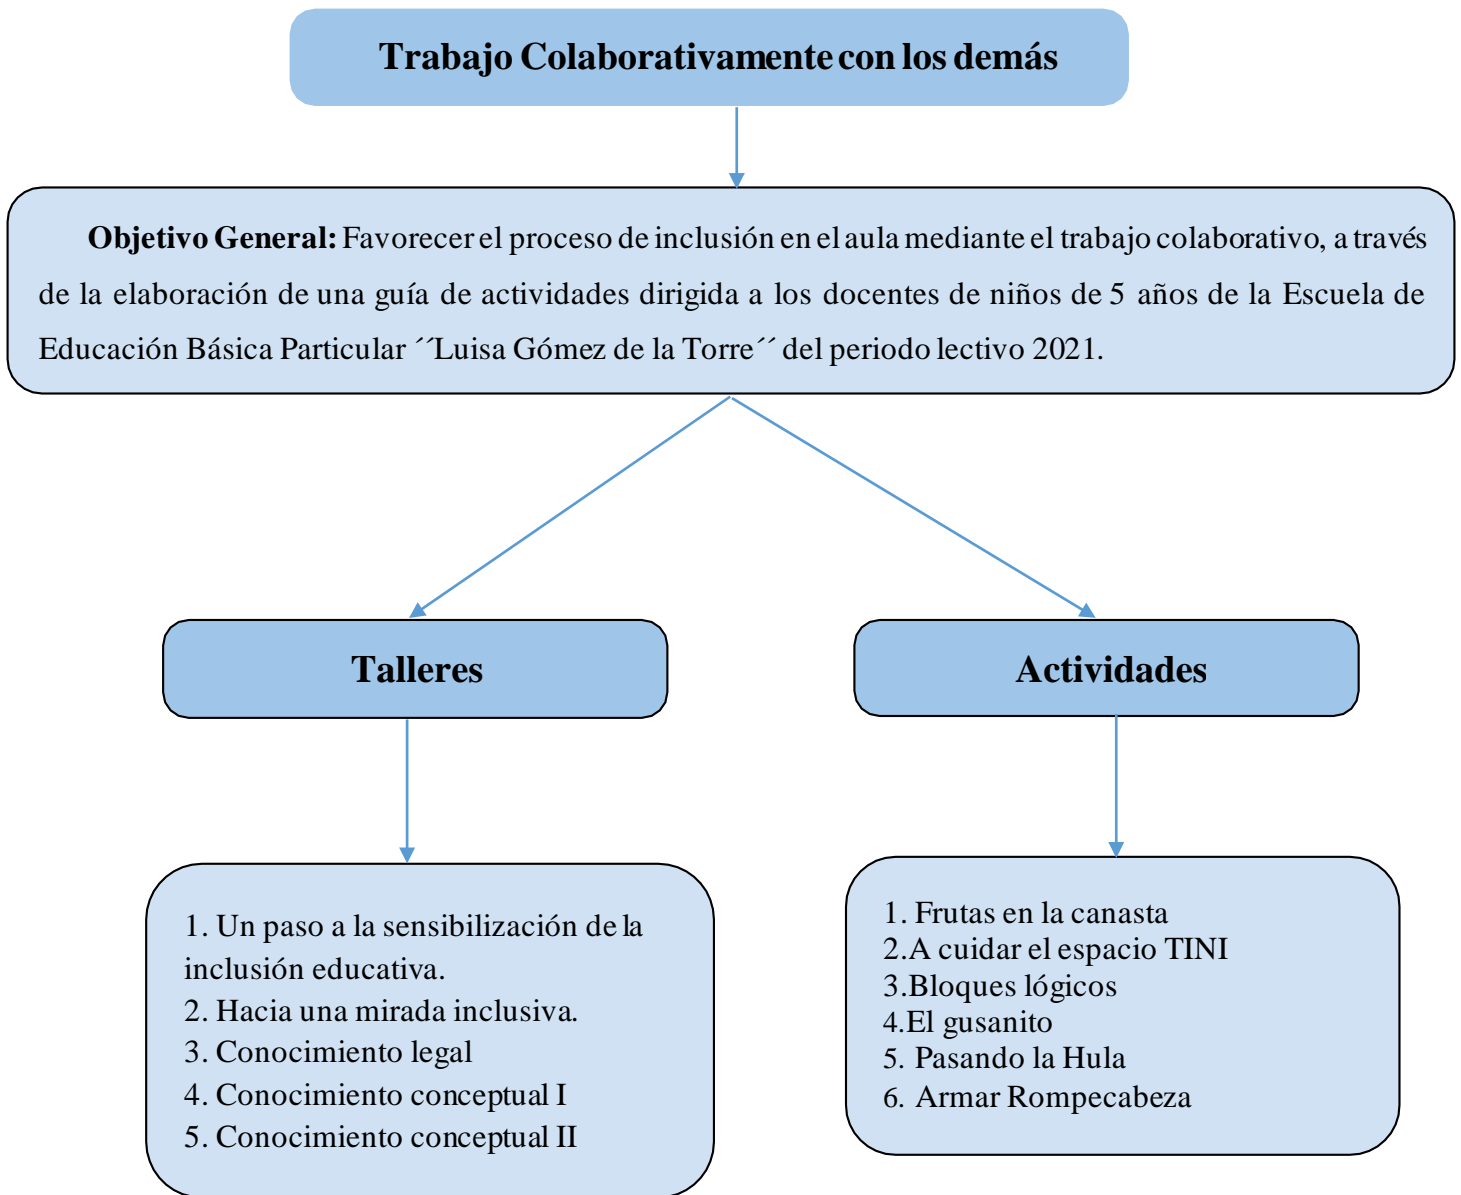 Trabajo Colaborativamente con los demás
Objetivo General: Favorecer el proceso de inclusión en el aula mediante el trabajo colaborativo, a través
de la elaboración de una guía de actividades dirigida a los docentes de niños de 5 años de la Escuela de
Educación Básica Particular ´´Luisa Gómez de la Torre´´ del periodo lectivo 2021.
Talleres
1. Un paso a la sensibilización de la
inclusión educativa.
2. Hacia una mirada inclusiva.
3. Conocimiento legal
4. Conocimiento conceptual I
5. Conocimiento conceptual II
Actividades
1. Frutas en la canasta
2.A cuidar el espacio TINI
3.Bloques lógicos
4.El gusanito
5. Pasando la Hula
6. Armar Rompecabeza